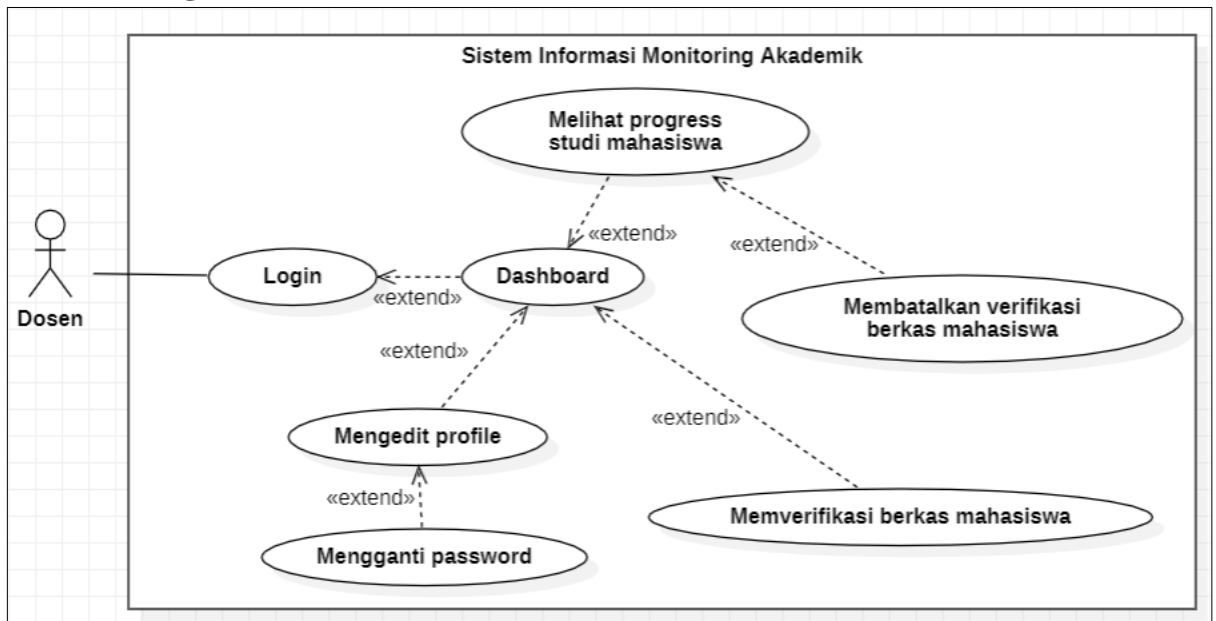 Sistem Informasi Monitoring Akademik
Melihat progress
studi mahasiswa
«extend»
«extend»
Login
«extend»
Dashboard
Dosen
Membatalkan verifikasi
berkas mahasiswa
«extend»
«extend»
Mengedit profile
«extend»
Memverifikasi berkas mahasiswa
Mengganti password